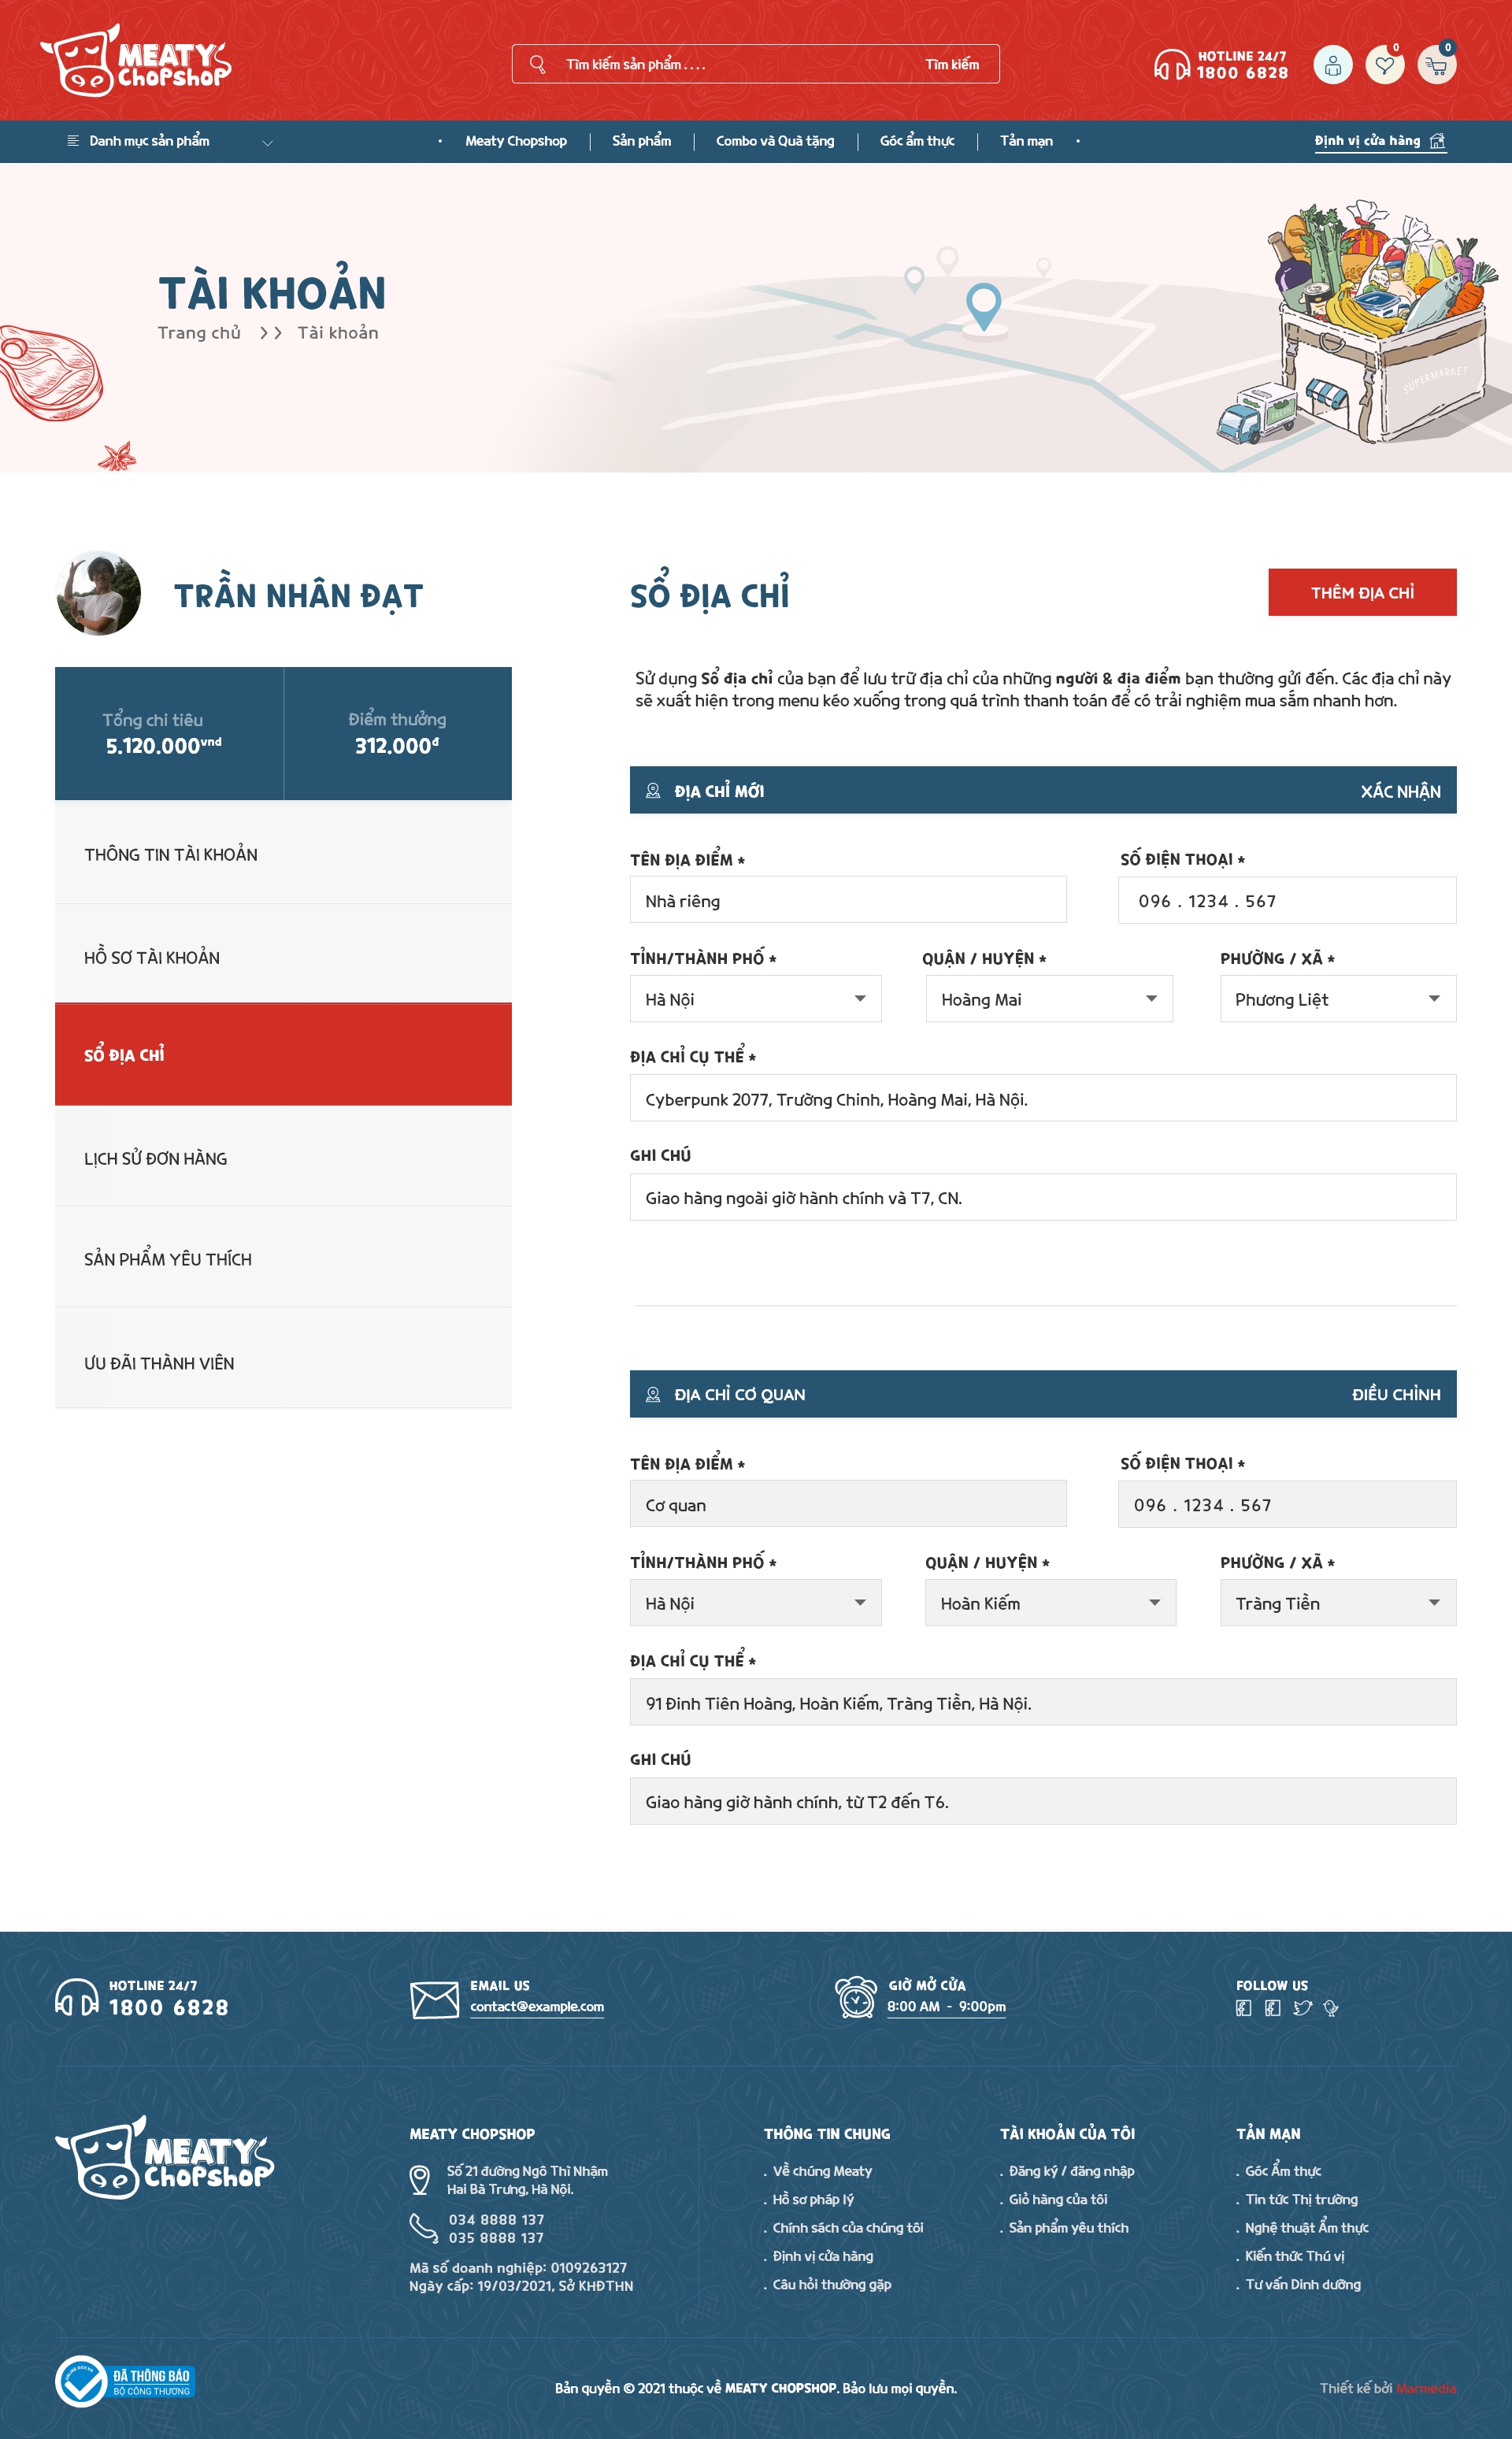 MEATY
CHOPSHOP
Tìm kiếm sản phẩm . . . .
Tìm kiếm
HOTLINE 24/7
1800 6828
0
0
Danh mục sản phẩm
Meaty Chopshop
Sản phẩm
Combo và Quà tặng
Góc ẩm thực
Tản mạn
Định vị cửa hàng
TÀI KHOẢN
Trang chủ >> Tài khoản
SUPERMARKET
FRESH
TRẦN NHÂN ĐẠT
Tổng chi tiêu
5.120.000vnd
Điểm thưởng
312.000đ
THÔNG TIN TÀI KHOẢN
HỒ SƠ TÀI KHOẢN
SỔ ĐỊA CHỈ
LỊCH SỬ ĐƠN HÀNG
SẢN PHẨM YÊU THÍCH
ƯU ĐÃI THÀNH VIÊN
SỔ ĐỊA CHỈ
THÊM ĐỊA CHỈ
Sử dụng Sổ địa chỉ của bạn để lưu trữ địa chỉ của những người & địa điểm bạn thường gửi đến. Các địa chỉ này
sẽ xuất hiện trong menu kéo xuống trong quá trình thanh toán để có trải nghiệm mua sắm nhanh hơn.
ĐỊA CHỈ MỚI
XÁC NHẬN
TÊN ĐỊA ĐIỂM *
SỐ ĐIỆN THOẠI *
Nhà riêng
096 . 1234 . 567
TỈNH/THÀNH PHỐ *
QUẬN / HUYỆN *
PHƯỜNG / XÃ *
Hà Nội
Hoàng Mai
Phương Liệt
ĐỊA CHỈ CỤ THỂ *
Cyberpunk 2077, Trường Chinh, Hoàng Mai, Hà Nội.
GHI CHÚ
Giao hàng ngoài giờ hành chính và T7, CN.
ĐỊA CHỈ CƠ QUAN
ĐIỀU CHỈNH
TÊN ĐỊA ĐIỂM *
SỐ ĐIỆN THOẠI *
Cơ quan
096 . 1234 . 567
TỈNH/THÀNH PHỐ *
QUẬN / HUYỆN *
PHƯỜNG / XÃ *
Hà Nội
Hoàn Kiếm
Tràng Tiền
ĐỊA CHỈ CỤ THỂ *
91 Đinh Tiên Hoàng, Hoàn Kiếm, Tràng Tiền, Hà Nội.
GHI CHÚ
Giao hàng giờ hành chính, từ T2 đến T6.
HOTLINE 24/7
1800 6828
EMAIL US
contact@example.com
GIỜ MỞ CỬA
8:00 AM - 9:00pm
FOLLOW US
MEATY
CHOPSHOP
MEATY CHOPSHOP
Số 21 đường Ngô Thì Nhậm
Hai Bà Trưng, Hà Nội.
034 8888 137
035 8888 137
Mã số doanh nghiệp: 0109263127
Ngày cấp: 19/03/2021, Sở KHĐTHN
THÔNG TIN CHUNG
. Về chúng Meaty
. Hồ sơ pháp lý
. Chính sách của chúng tôi
. Định vị cửa hàng
. Câu hỏi thường gặp
TÀI KHOẢN CỦA TÔI
. Đăng ký / đăng nhập
. Giỏ hàng của tôi
. Sản phẩm yêu thích
TẢN MẠN
. Góc Ẩm thực
. Tin tức Thị trường
. Nghệ thuật Ẩm thực
. Kiến thức Thú vị
. Tư vấn Dinh dưỡng
ĐÃ THÔNG BÁO
BỘ CÔNG THƯƠNG
Bản quyền © 2021 thuộc về MEATY CHOPSHOP. Bảo lưu mọi quyền.
Thiết kế bởi Marmedia